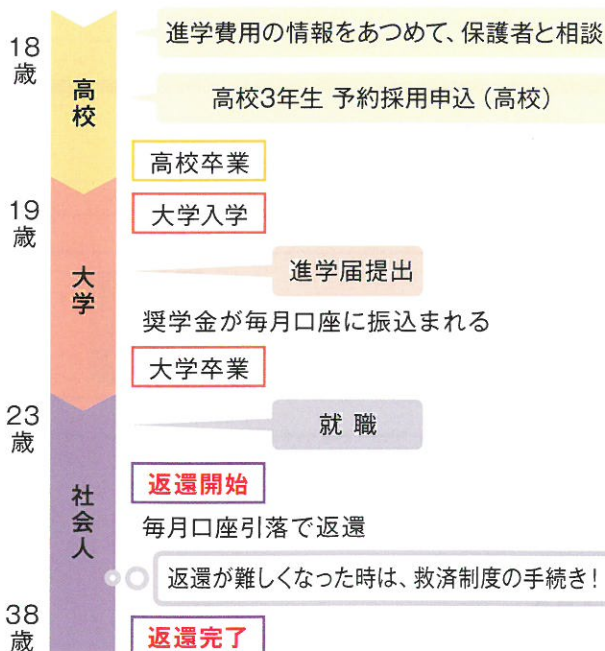 18
歳
高校
進学費用の情報をあつめて、保護者と相談
高校3年生 予約採用申込(高校)
高校卒業
19
歳
大学
大学入学
進学届提出
奨学金が毎月口座に振込まれる
大学卒業
23
歳
社会人
就職
返還開始
毎月口座引落で返還
返還が難しくなった時は、救済制度の手続き!
38
歳
返還完了